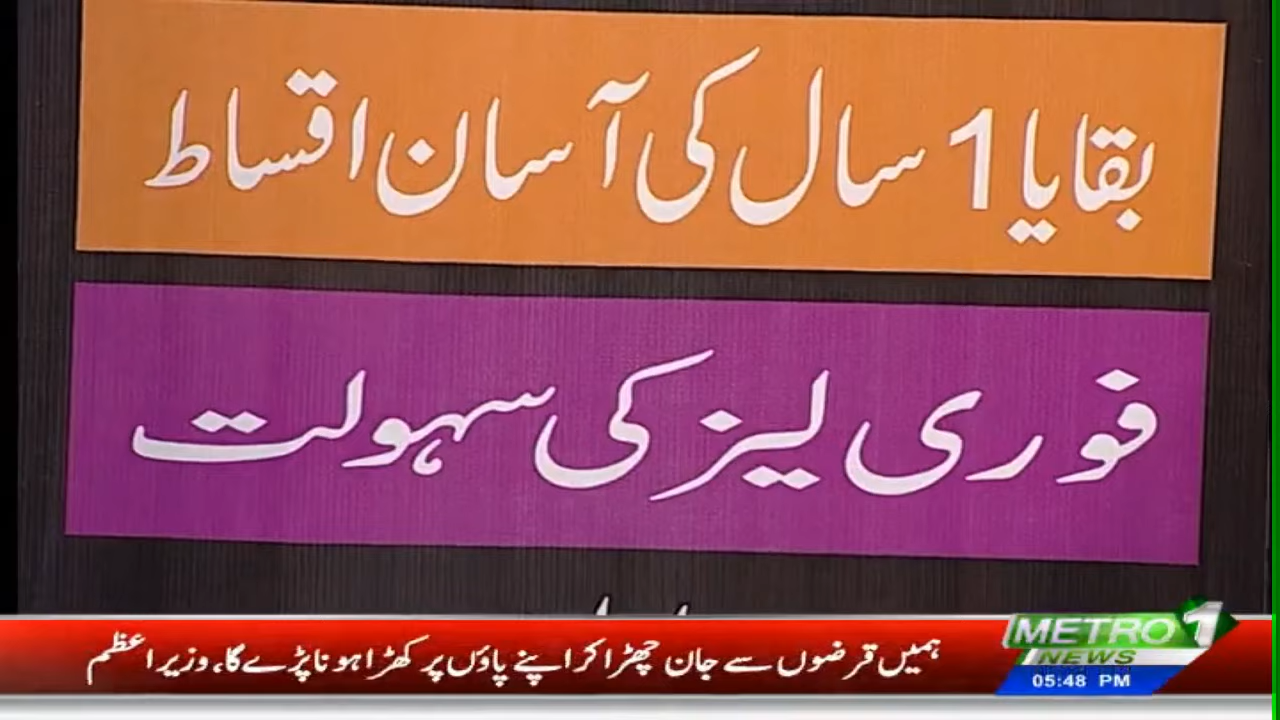 بقایا 1 سال کی آسان اقساط
فوری لیز کی سہولت
ہمیں قرضوں سے جان چھڑا کر اپنے پاؤں پر کھڑا ہونا پڑے گا، وزیراعظم
METRO 1
NEWS
05:48 PM